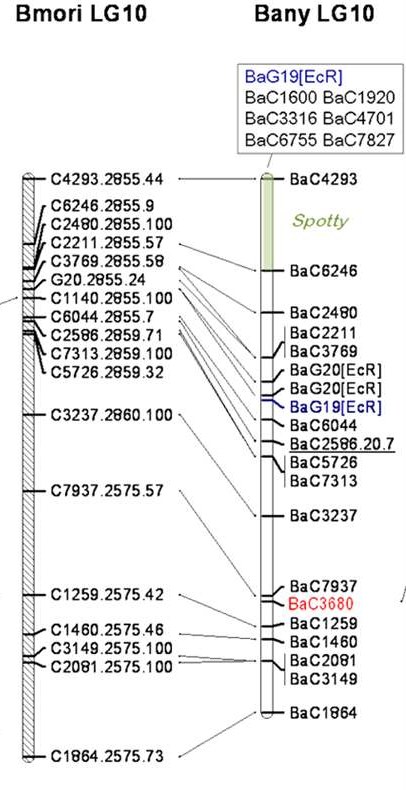 Bmori LG10
Bany LG10
BaG19[EcR]
BaC1600 BaC1920
BaC3316 BaC4701
BaC6755 BaC7827
C4293.2855.44
C6246.2855.9
C2480.2855.100
C2211.2855.57
C3769.2855.58
G20.2855.24
C1140.2855.100
C6044.2855.7
C2586.2859.71
C7313.2859.100
C5726.2859.32
C3237.2860.100
C7937.2575.57
C1259.2575.42
C1460.2575.46
C3149.2575.100
C2081.2575.100
C1864.2575.73
BaC4293
Spotty
BaC6246
BaC2480
BaC2211
BaC3769
BaG20[EcR]
BaG20[EcR]
BaG19[EcR]
BaC6044
BaC2586.20.7
BaC5726
BaC7313
BaC3237
BaC7937
BaC3680
BaC1259
BaC1460
BaC2081
BaC3149
BaC1864